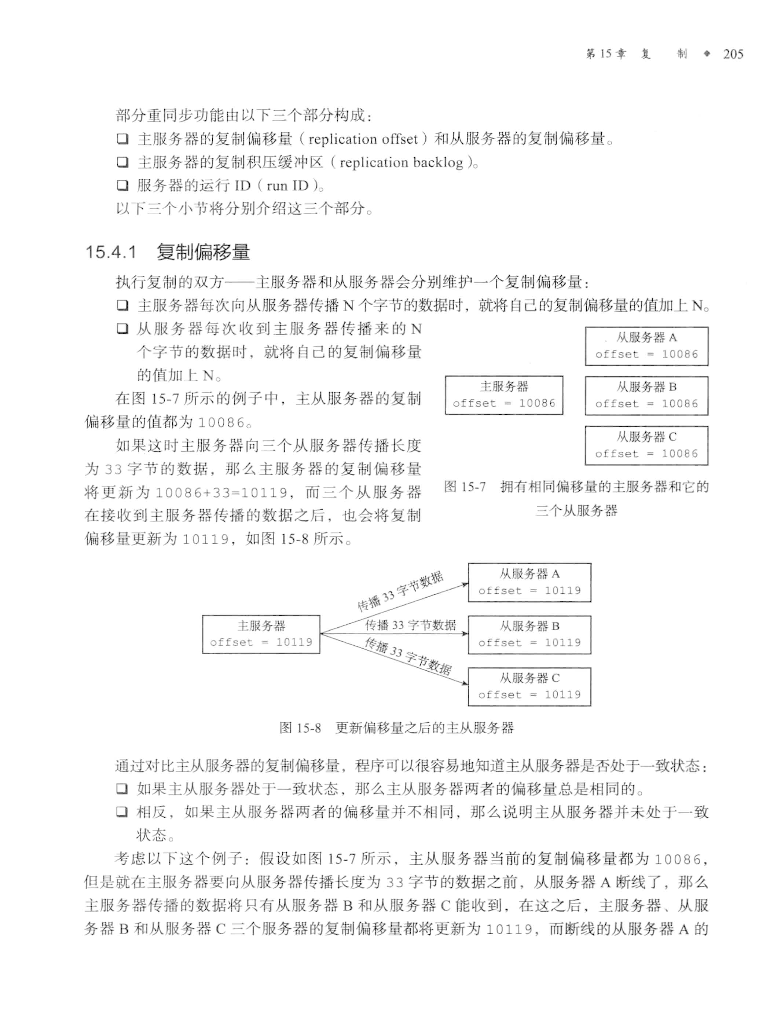 第 15 章 复 制 ◆ 205
部分重同步功能由以下三个部分构成：
❑ 主服务器的复制偏移量（replication offset）和从服务器的复制偏移量。
❑ 主服务器的复制积压缓冲区（replication backlog）。
❑ 服务器的运行 ID（run ID）。
以下三个小节将分别介绍这三个部分。
15.4.1 复制偏移量
执行复制的双方——主服务器和从服务器会分别维护一个复制偏移量：
❑ 主服务器每次向从服务器传播 N 个字节的数据时，就将自己的复制偏移量的值加上 N。
❑ 从服务器每次收到主服务器传播来的 N
个字节的数据时，就将自己的复制偏移量
的值加上 N。
在图 15-7 所示的例子中，主从服务器的复制
偏移量的值都为 10086。
如果这时主服务器向三个从服务器传播长度
为 33 字节的数据，那么主服务器的复制偏移量
将更新为 10086+33=10119，而三个从服务器
在接收到主服务器传播的数据之后，也会将复制
偏移量更新为 10119，如图 15-8 所示。
主服务器
offset = 10086
从服务器 A
offset = 10086
从服务器 B
offset = 10086
从服务器 C
offset = 10086
图 15-7 拥有相同偏移量的主服务器和它的
三个从服务器
主服务器
offset = 10119
传播 33 字节数据
传播 33 字节数据
传播 33 字节数据
从服务器 A
offset = 10119
从服务器 B
offset = 10119
从服务器 C
offset = 10119
图 15-8 更新偏移量之后的主从服务器
通过对比主从服务器的复制偏移量，程序可以很容易地知道主从服务器是否处于一致状态：
❑ 如果主从服务器处于一致状态，那么主从服务器两者的偏移量总是相同的。
❑ 相反，如果主从服务器两者的偏移量并不相同，那么说明主从服务器并未处于一致
状态。
考虑以下这个例子：假设如图 15-7 所示，主从服务器当前的复制偏移量都为 10086，
但是就在主服务器要向从服务器传播长度为 33 字节的数据之前，从服务器 A 断线了，那么
主服务器传播的数据将只有从服务器 B 和从服务器 C 能收到，在这之后，主服务器、从服
务器 B 和从服务器 C 三个服务器的复制偏移量都将更新为 10119，而断线的从服务器 A 的